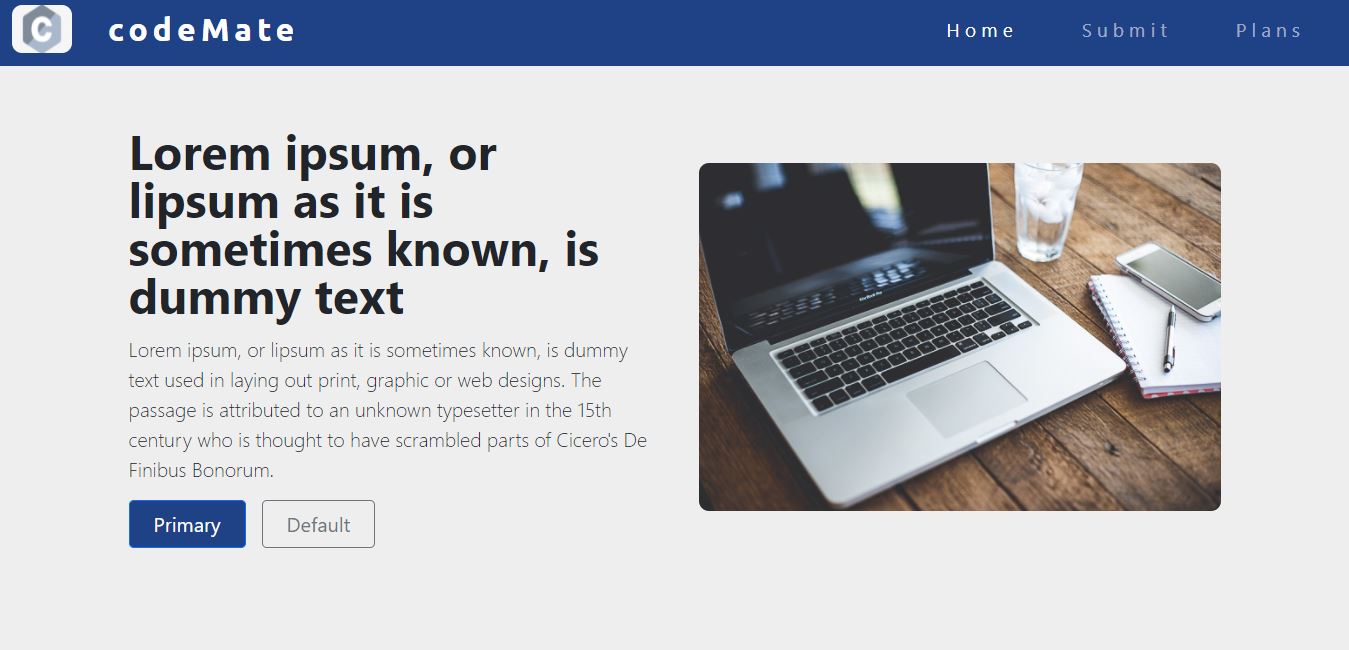 C
codeMate
Home
Submit
Plans
Lorem ipsum, or
lipsum as it is
sometimes known, is
dummy text
Lorem ipsum, or lipsum as it is sometimes known, is dummy
text used in laying out print, graphic or web designs. The
passage is attributed to an unknown typesetter in the 15th
century who is thought to have scrambled parts of Cicero's De
Finibus Bonorum.
Primary
Default
MacBook Pro